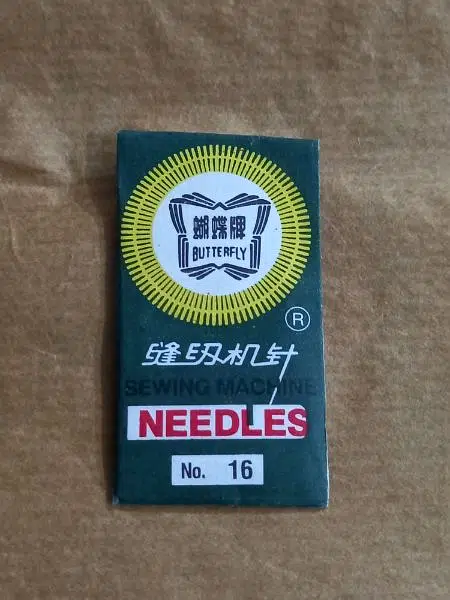 蝴蝶牌
BUTTERFLY
®
缝纫机针
SEWING MACHINE
NEEDLES
No. 16